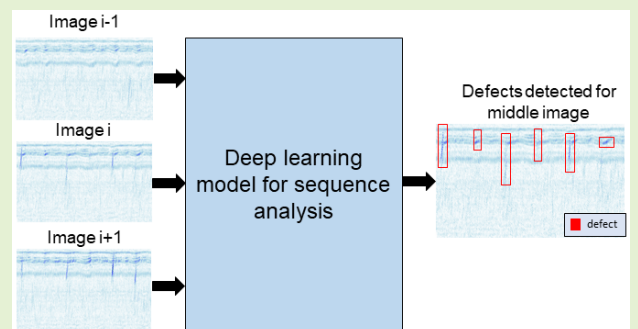 Image i-1
Image i
Image i+1
Deep learning
model for sequence
analysis
Defects detected for
middle image
defect